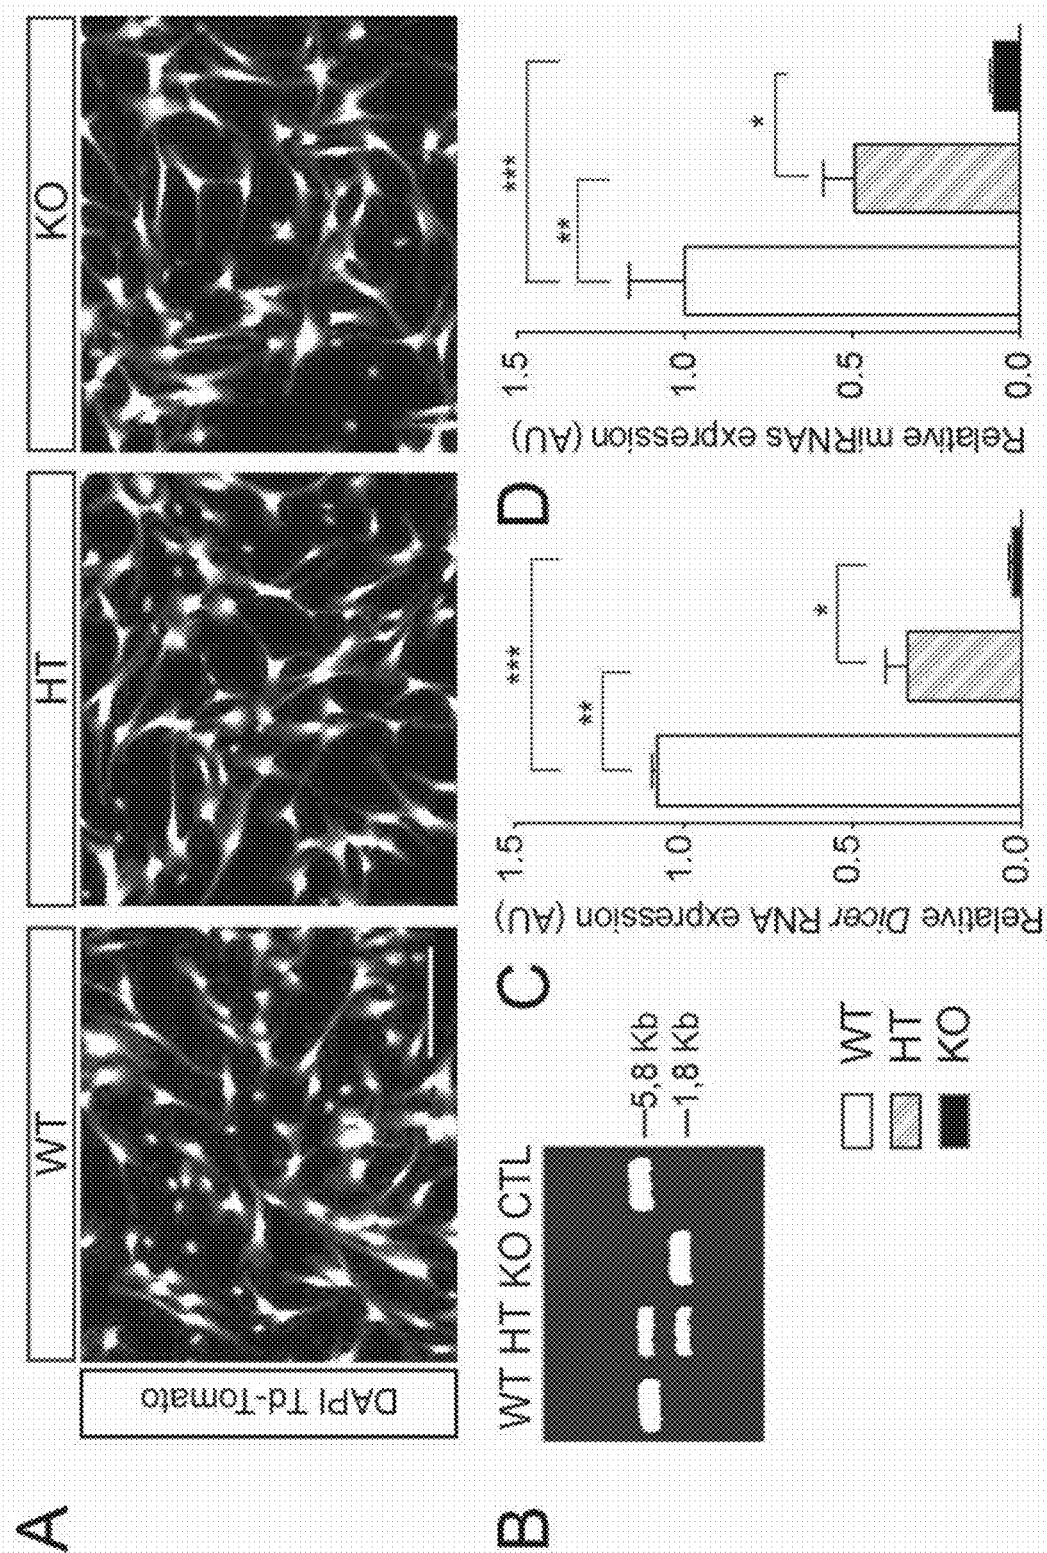 A
WT
HT
KO
DAPI Td-Tomato
B
WT HT KO CTL
5,8 Kb
1,8 Kb
WT
HT
KO
C
Relative Dicer RNA expression (AU)
1.5
1.0
0.5
0.0
***
**
*
D
Relative miRNAs expression (AU)
1.5
1.0
0.5
0.0
***
**
*